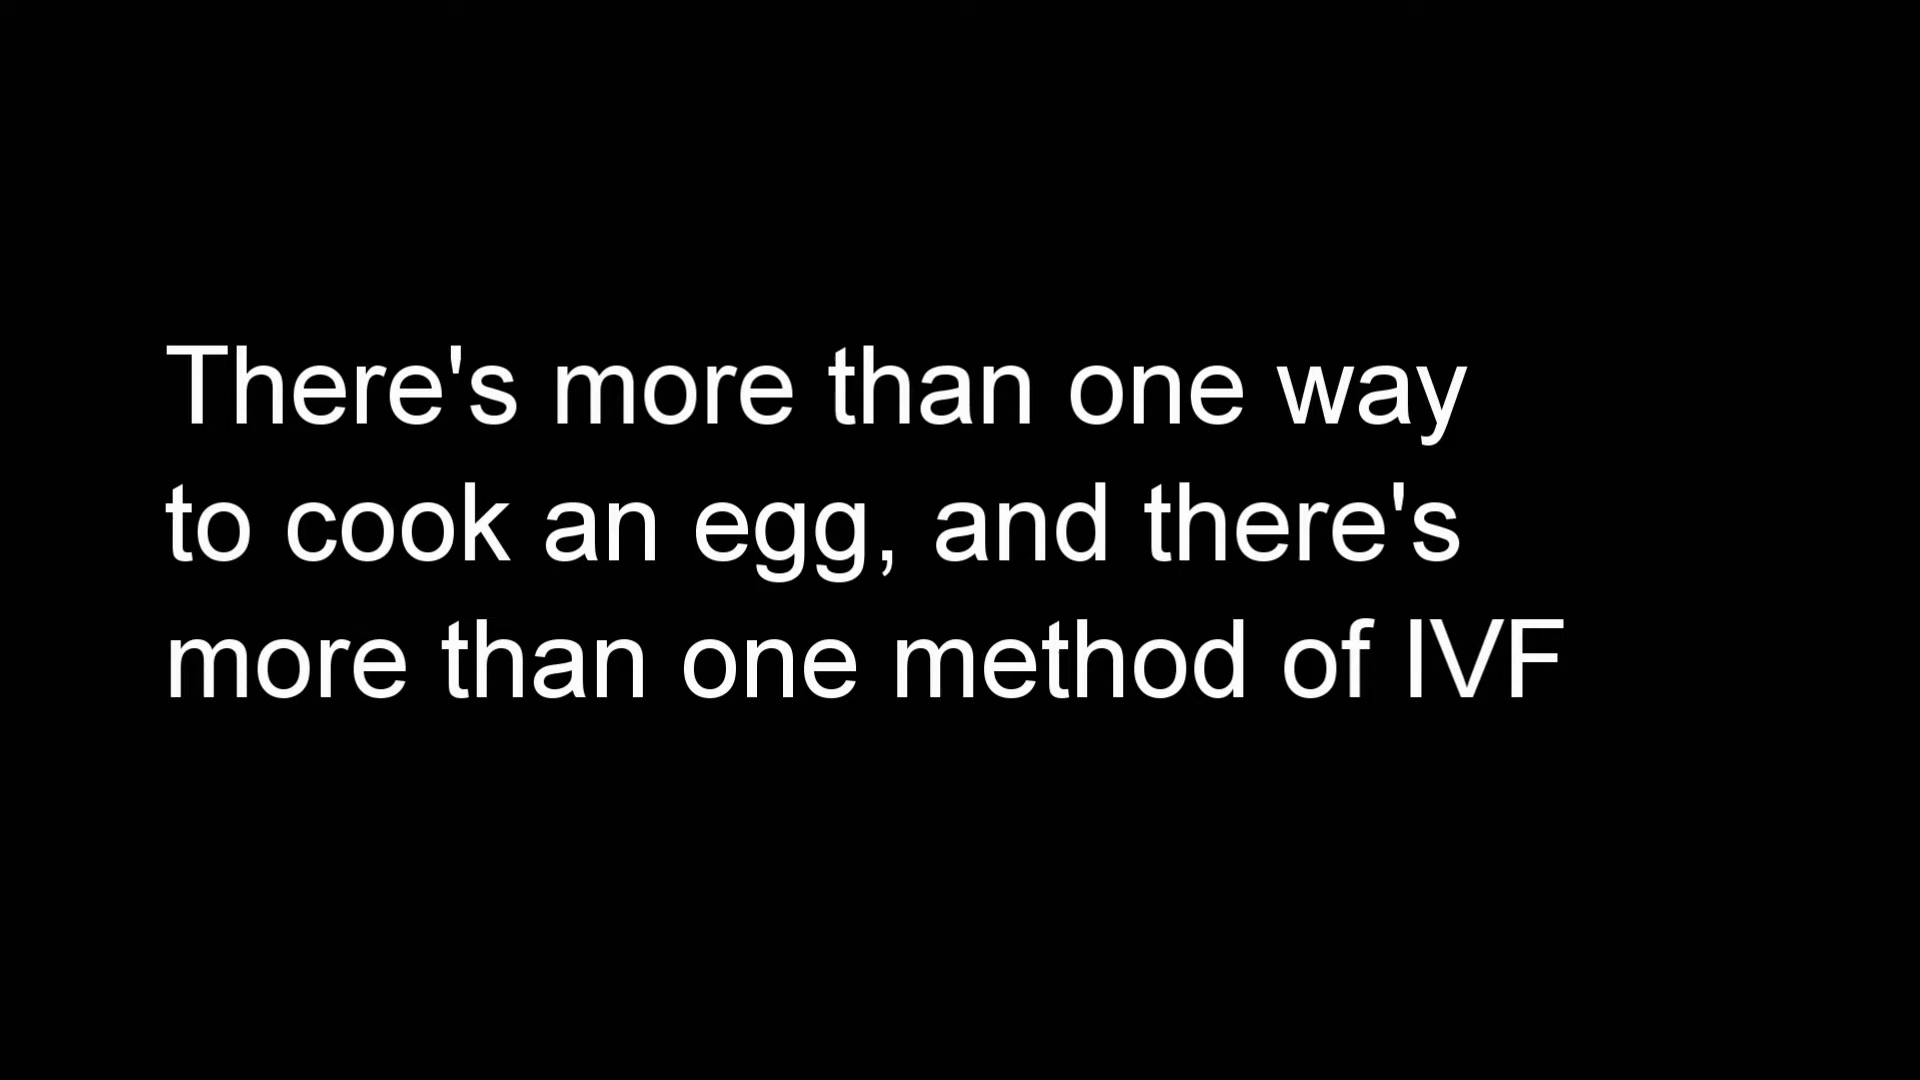 There's more than one way
to cook an egg, and there's
more than one method of IVF